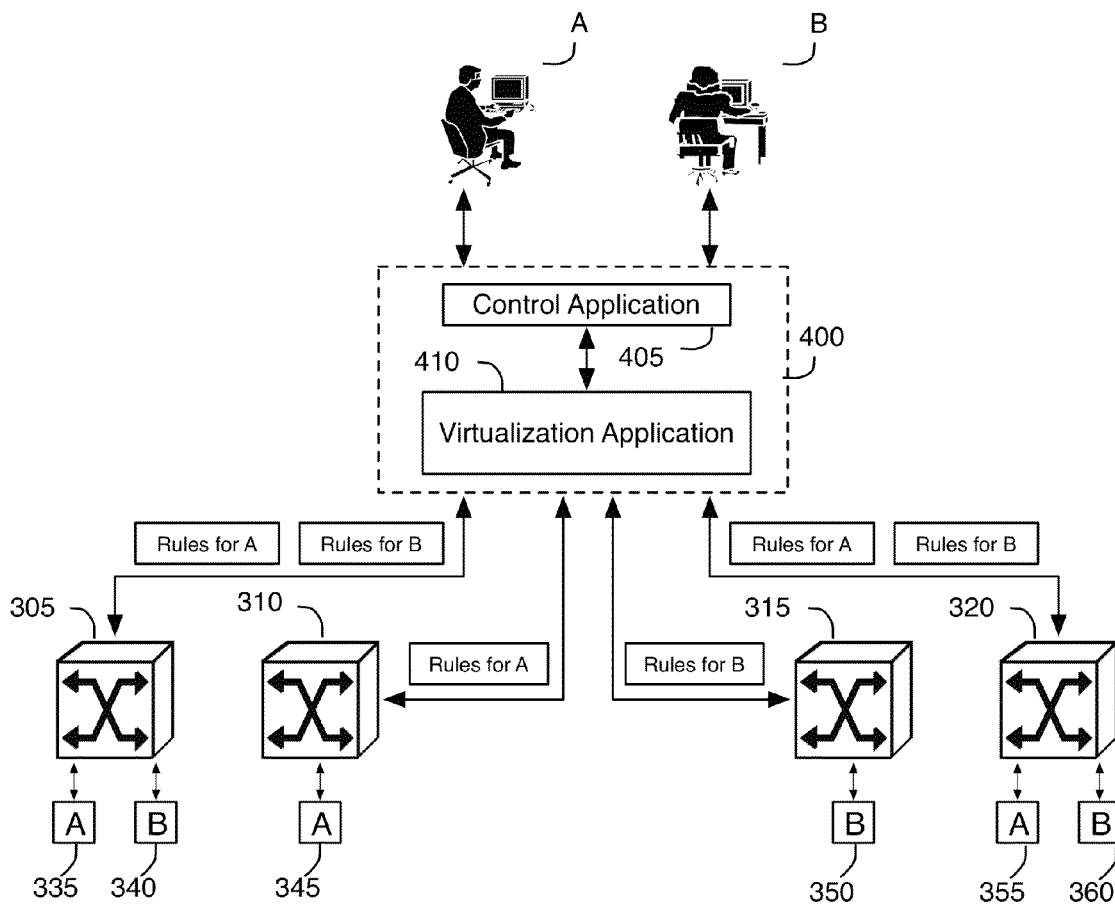 A
B
Control Application
405
400
410
Virtualization Application
Rules for A
Rules for B
Rules for A
Rules for B
305
310
315
320
Rules for A
Rules for B
A
B
A
B
A
B
335
340
345
350
355
360